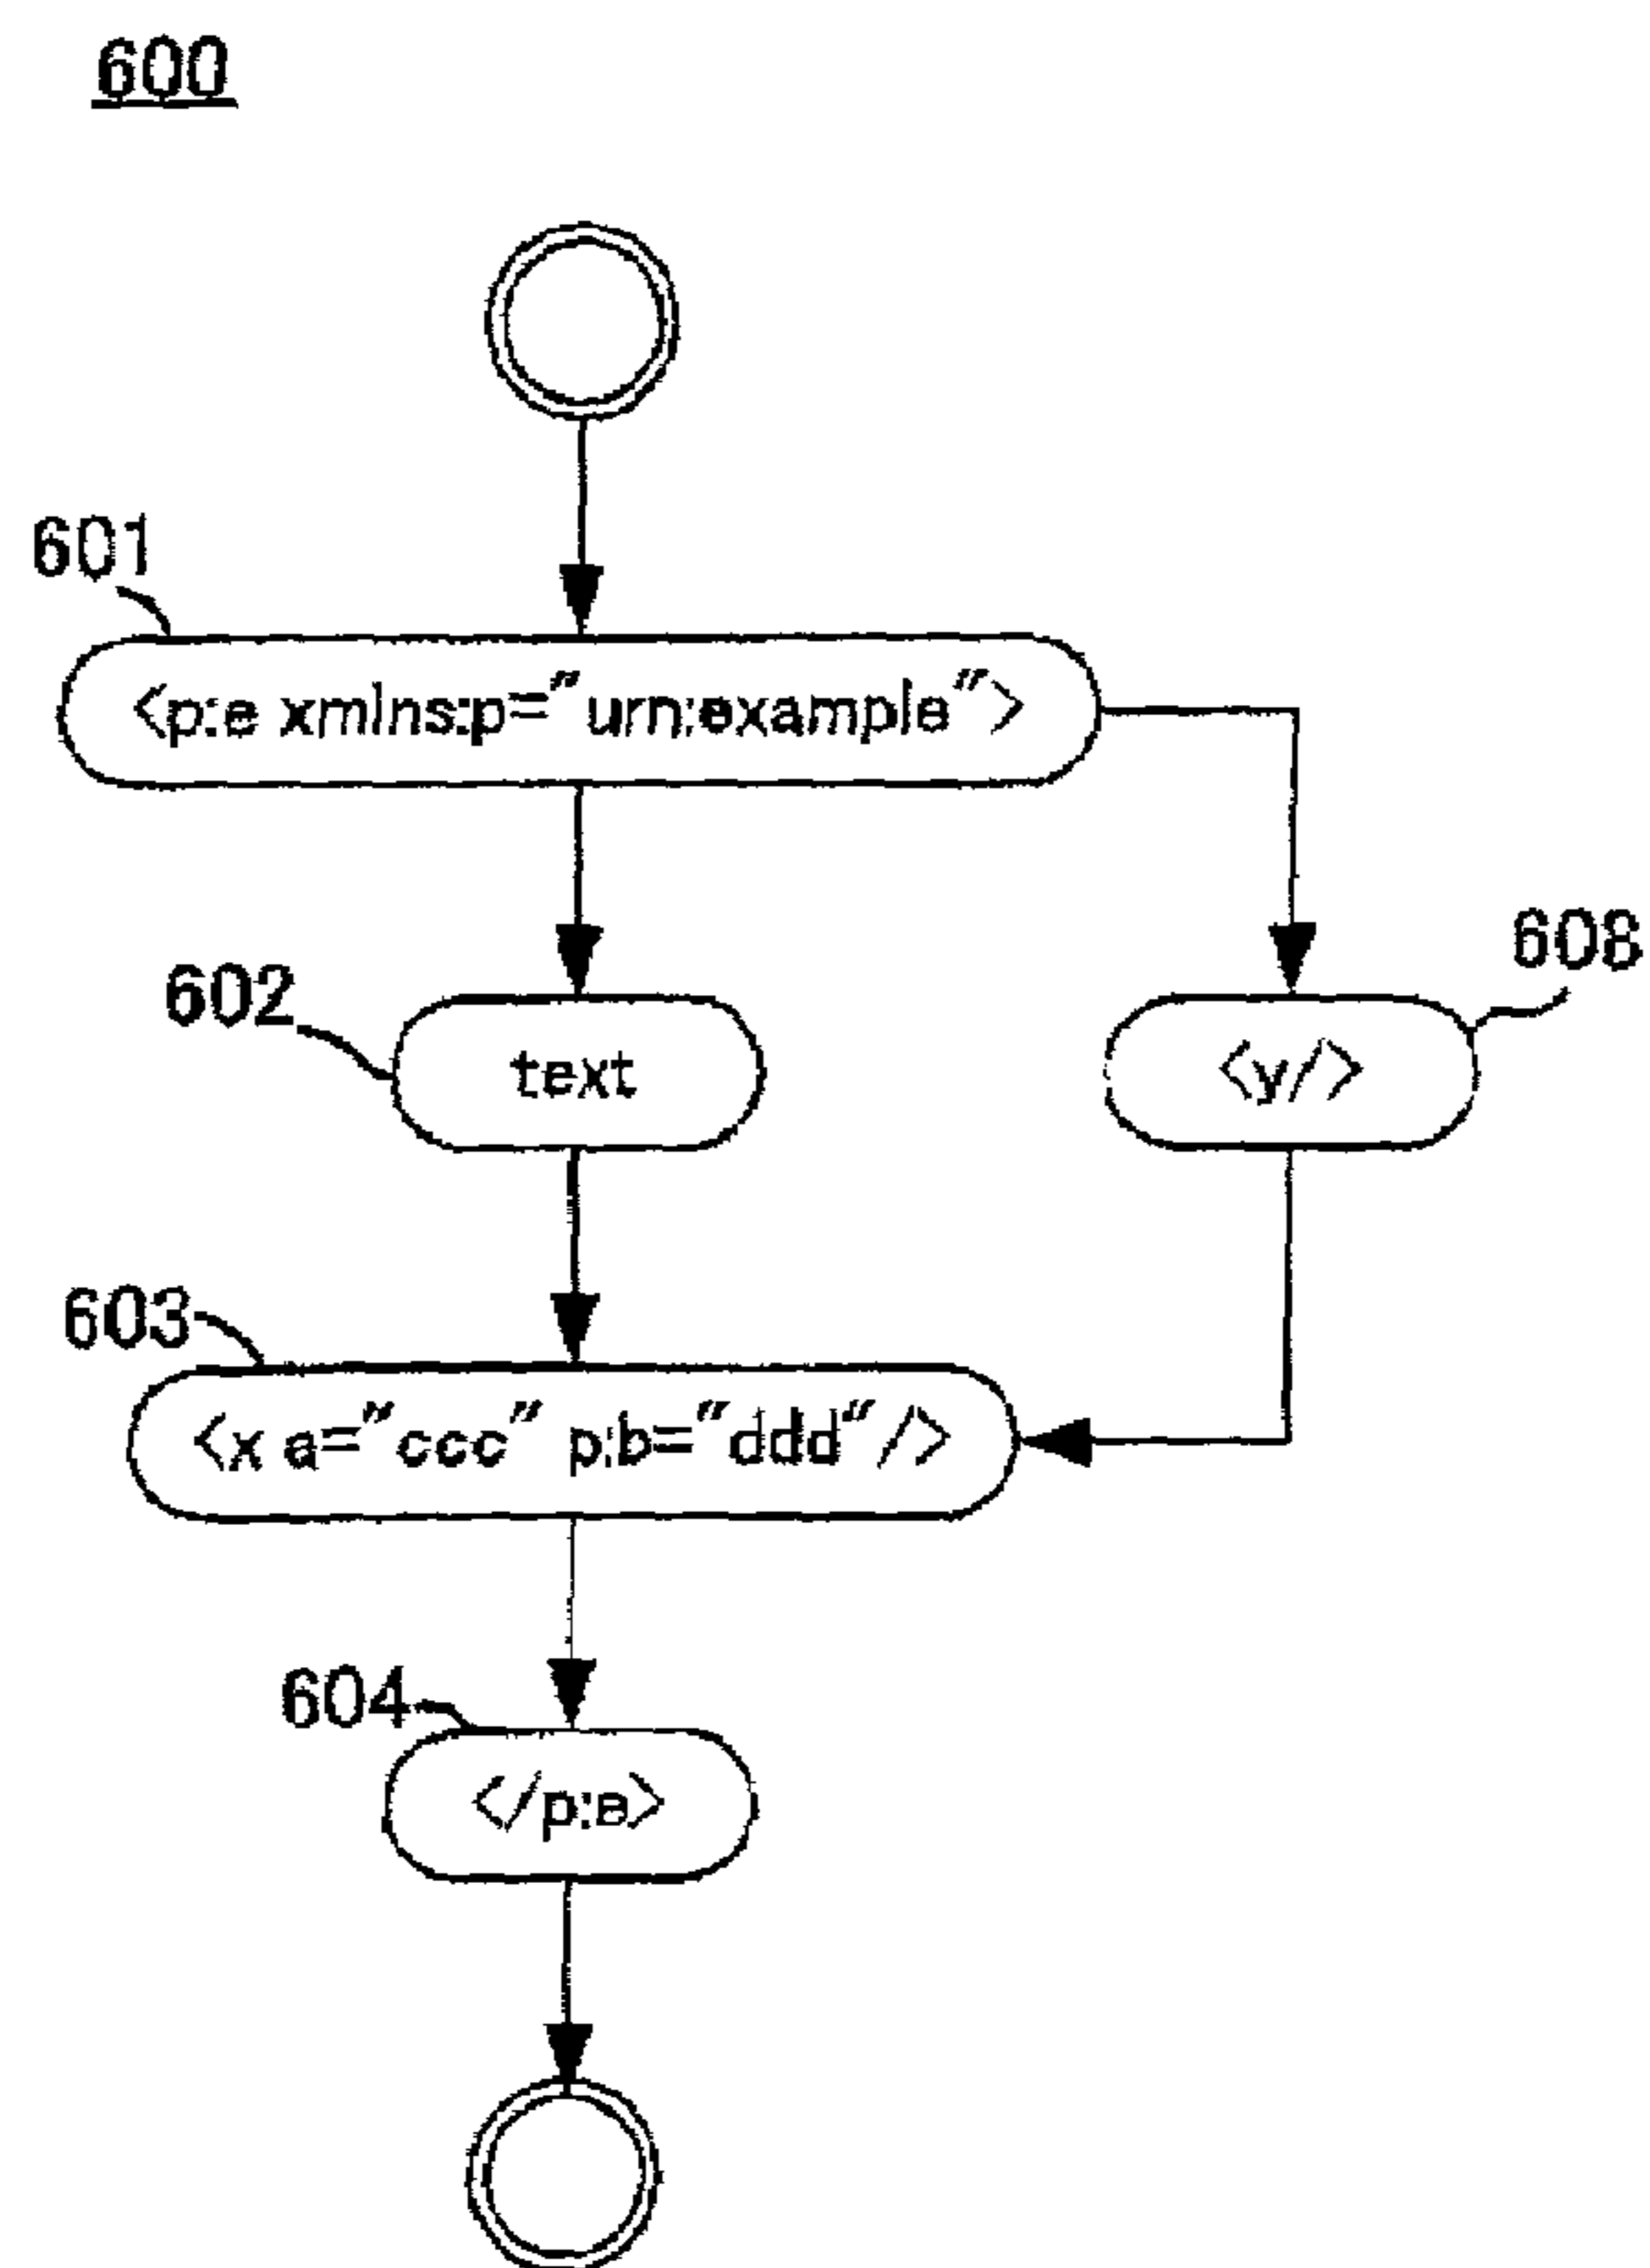 600
601
<p:e xmlns:p="urn:example">
602
text
608
<y/>
603
<x a="ccc" p:b="ddd"/>
604
</p:e>